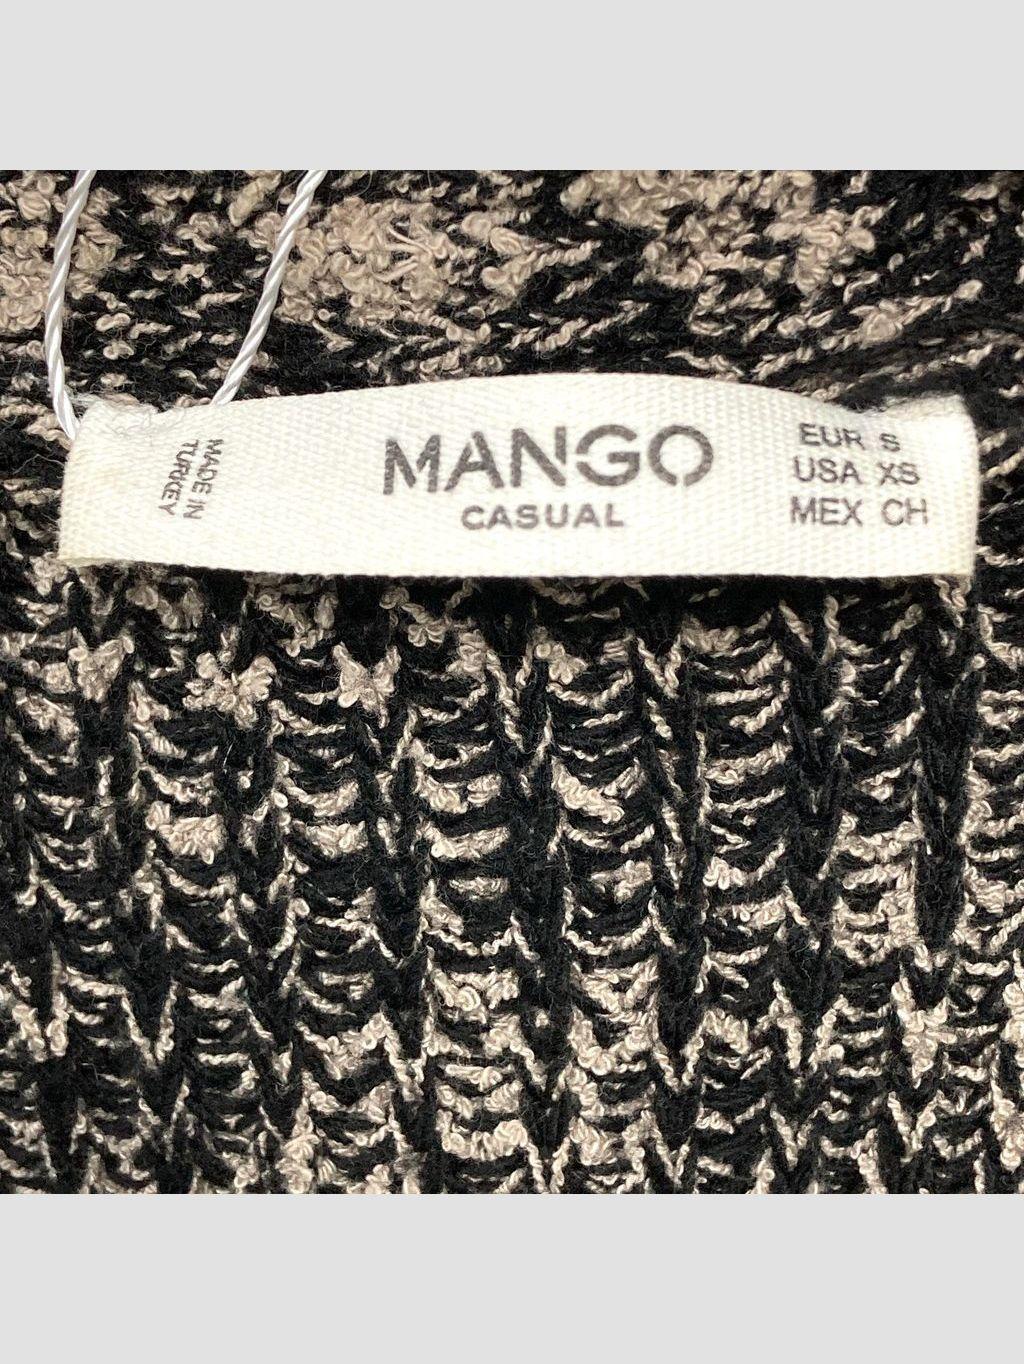 MADE IN
TURKEY
MANGO
CASUAL
EUR S
USA XS
MEX CH